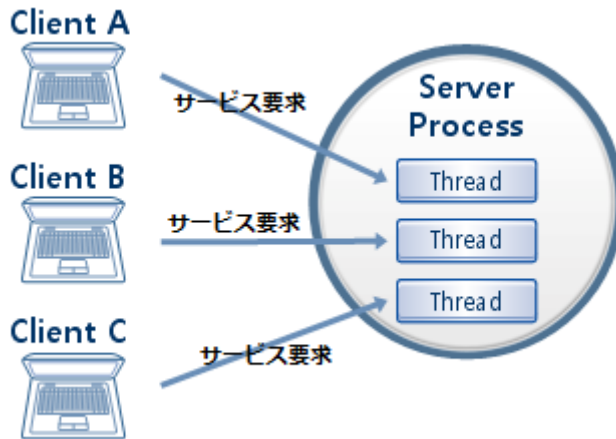 Client A
サービス要求
Client B
サービス要求
Client C
サービス要求
Server
Process
Thread
Thread
Thread